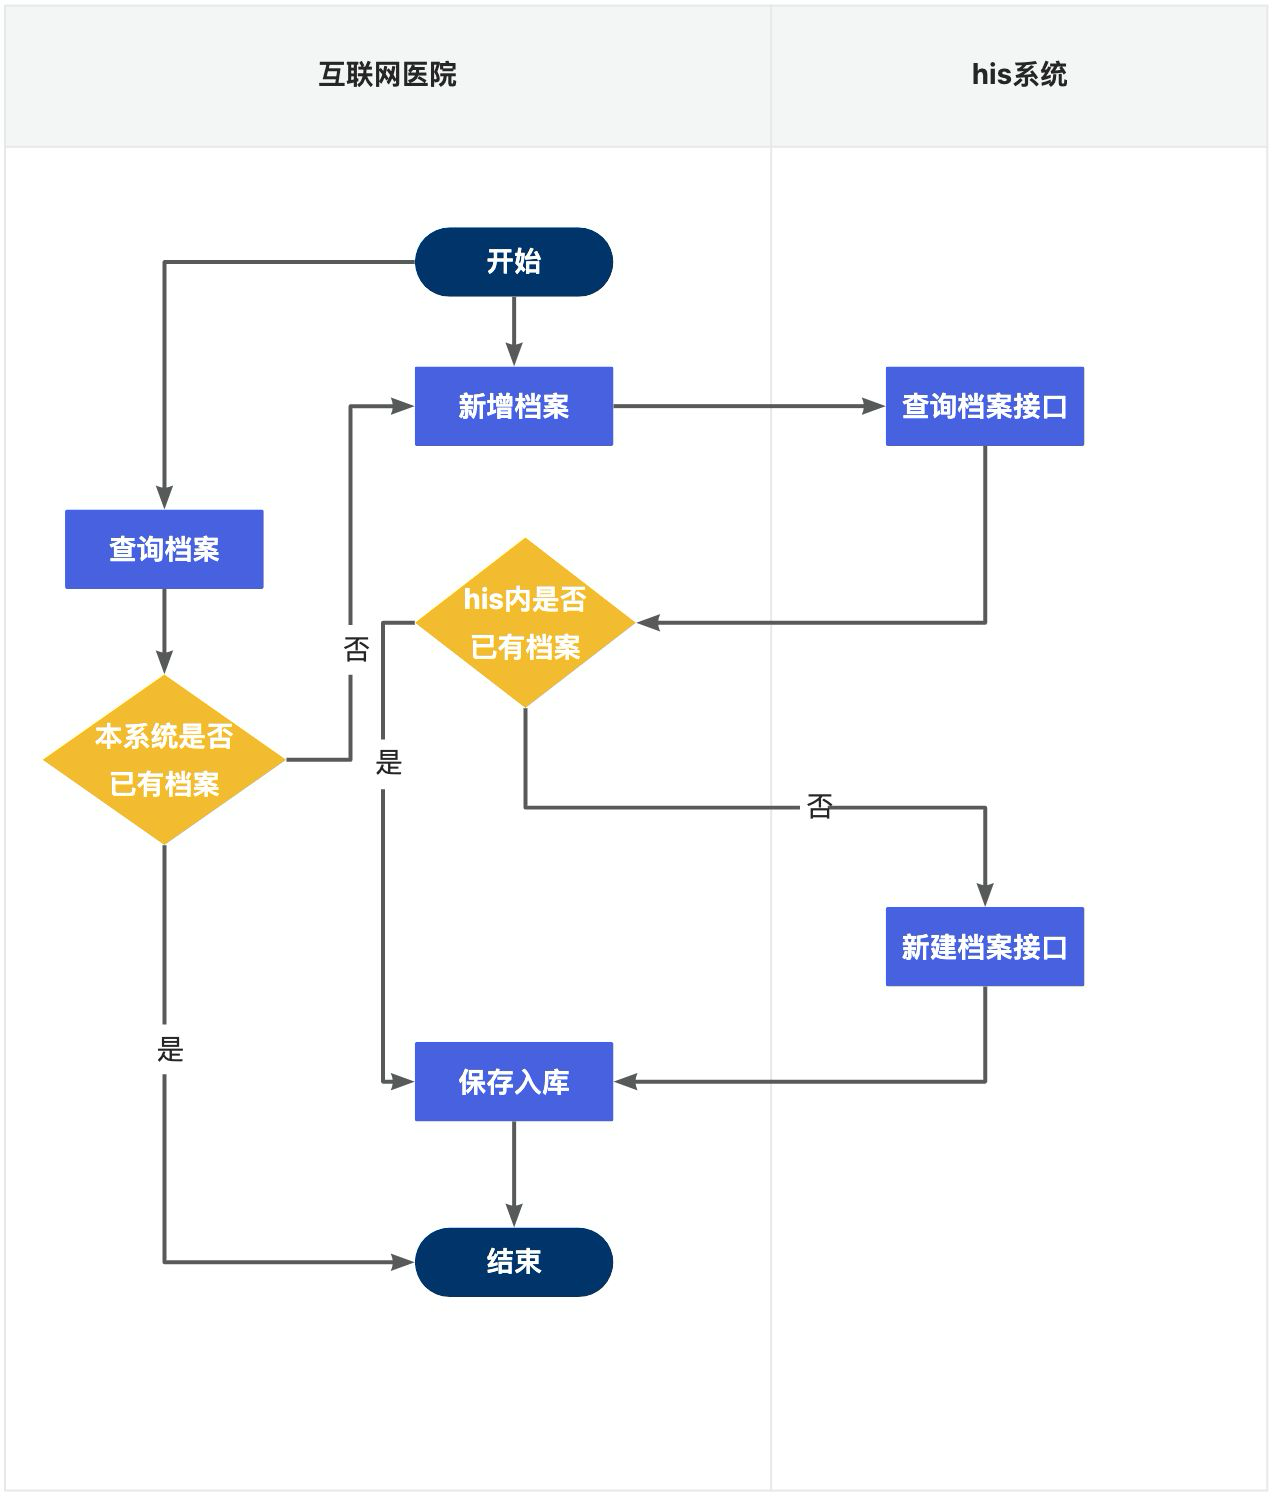 互联网医院
his系统
开始
新增档案
查询档案接口
查询档案
his内是否
已有档案
否
本系统是否
已有档案
是
否
新建档案接口
是
保存入库
结束